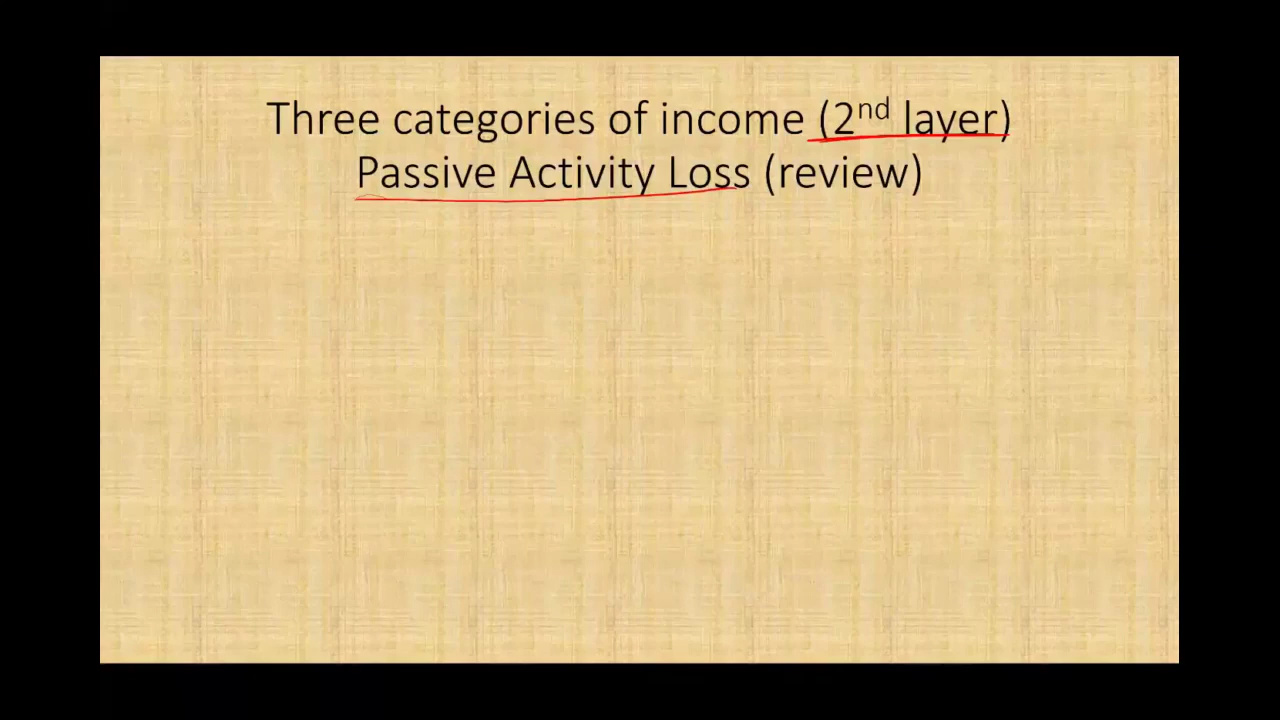 Three categories of income (2nd layer)
Passive Activity Loss (review)